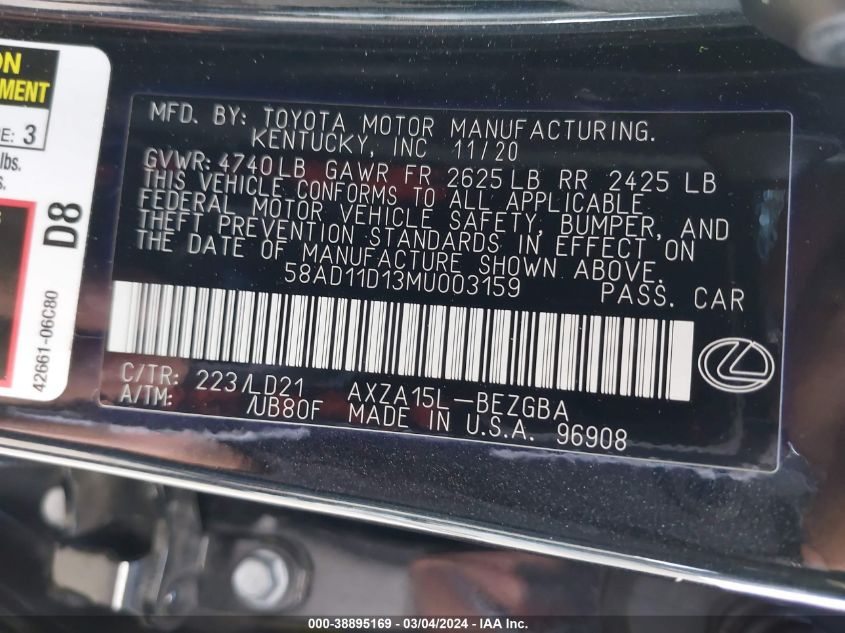 ON
MENT
E: 3
lbs.
s.
D8
42661-06C80
MFD. BY: TOYOTA MOTOR MANUFACTURING.
KENTUCKY, INC 11/20
GVWR: 4740LB GAWR FR 2625 LB RR 2425 LB
THIS VEHICLE CONFORMS TO ALL APPLICABLE
FEDERAL MOTOR VEHICLE SAFETY, BUMPER, AND
THEFT PREVENTION STANDARDS IN EFFECT ON
THE DATE OF MANUFACTURE SHOWN ABOVE.
58AD11D13MU003159 PASS. CAR
C/TR: 223/LD21 AXZA15L-BEZGBA
A/TM: /UB80F MADE IN U.S.A. 96908
000-38895169 - 03/04/2024 - IAA Inc.